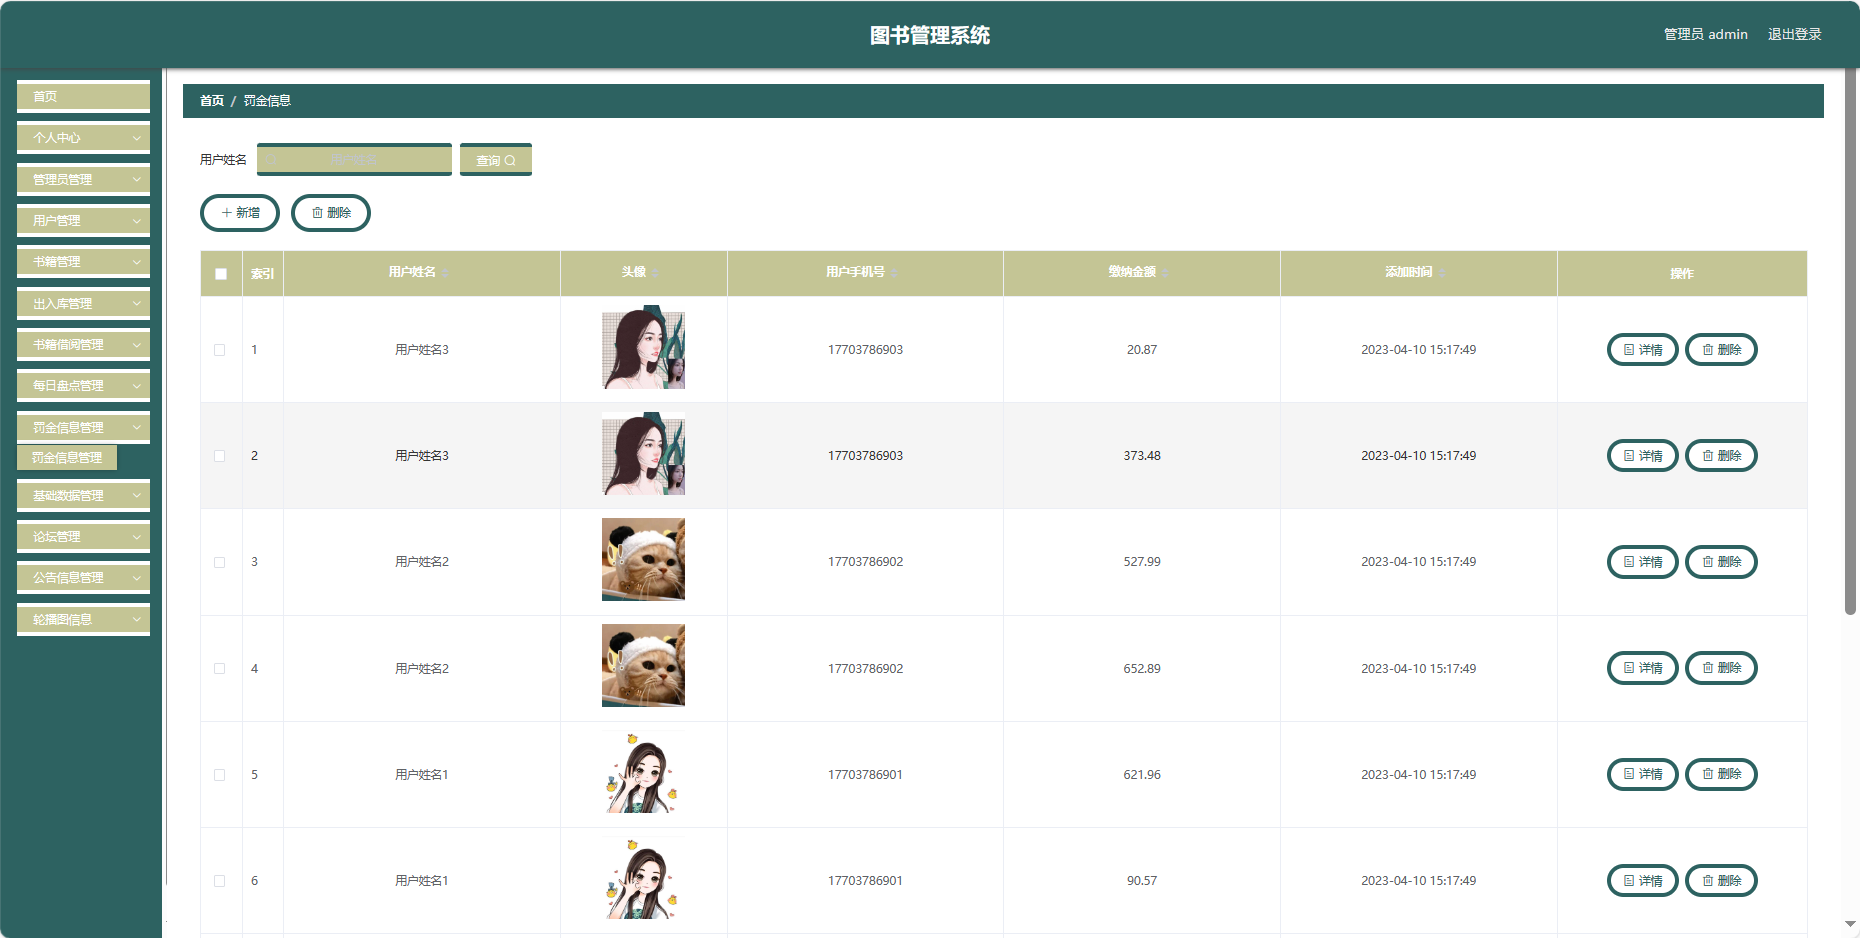 图书管理系统
管理员 admin
退出登录
首页
个人中心
管理员管理
用户管理
书籍管理
出入库管理
书籍借阅管理
每日盘点管理
罚金信息管理
罚金信息管理
基础数据管理
论坛管理
公告信息管理
轮播图信息
首页 / 罚金信息
用户姓名 用户姓名 查询
新增 删除
索引 用户姓名 头像 用户手机号 缴纳金额 添加时间 操作
1 用户姓名3 17703786903 20.87 2023-04-10 15:17:49 详情 删除
2 用户姓名3 17703786903 373.48 2023-04-10 15:17:49 详情 删除
3 用户姓名2 17703786902 527.99 2023-04-10 15:17:49 详情 删除
4 用户姓名2 17703786902 652.89 2023-04-10 15:17:49 详情 删除
5 用户姓名1 17703786901 621.96 2023-04-10 15:17:49 详情 删除
6 用户姓名1 17703786901 90.57 2023-04-10 15:17:49 详情 删除